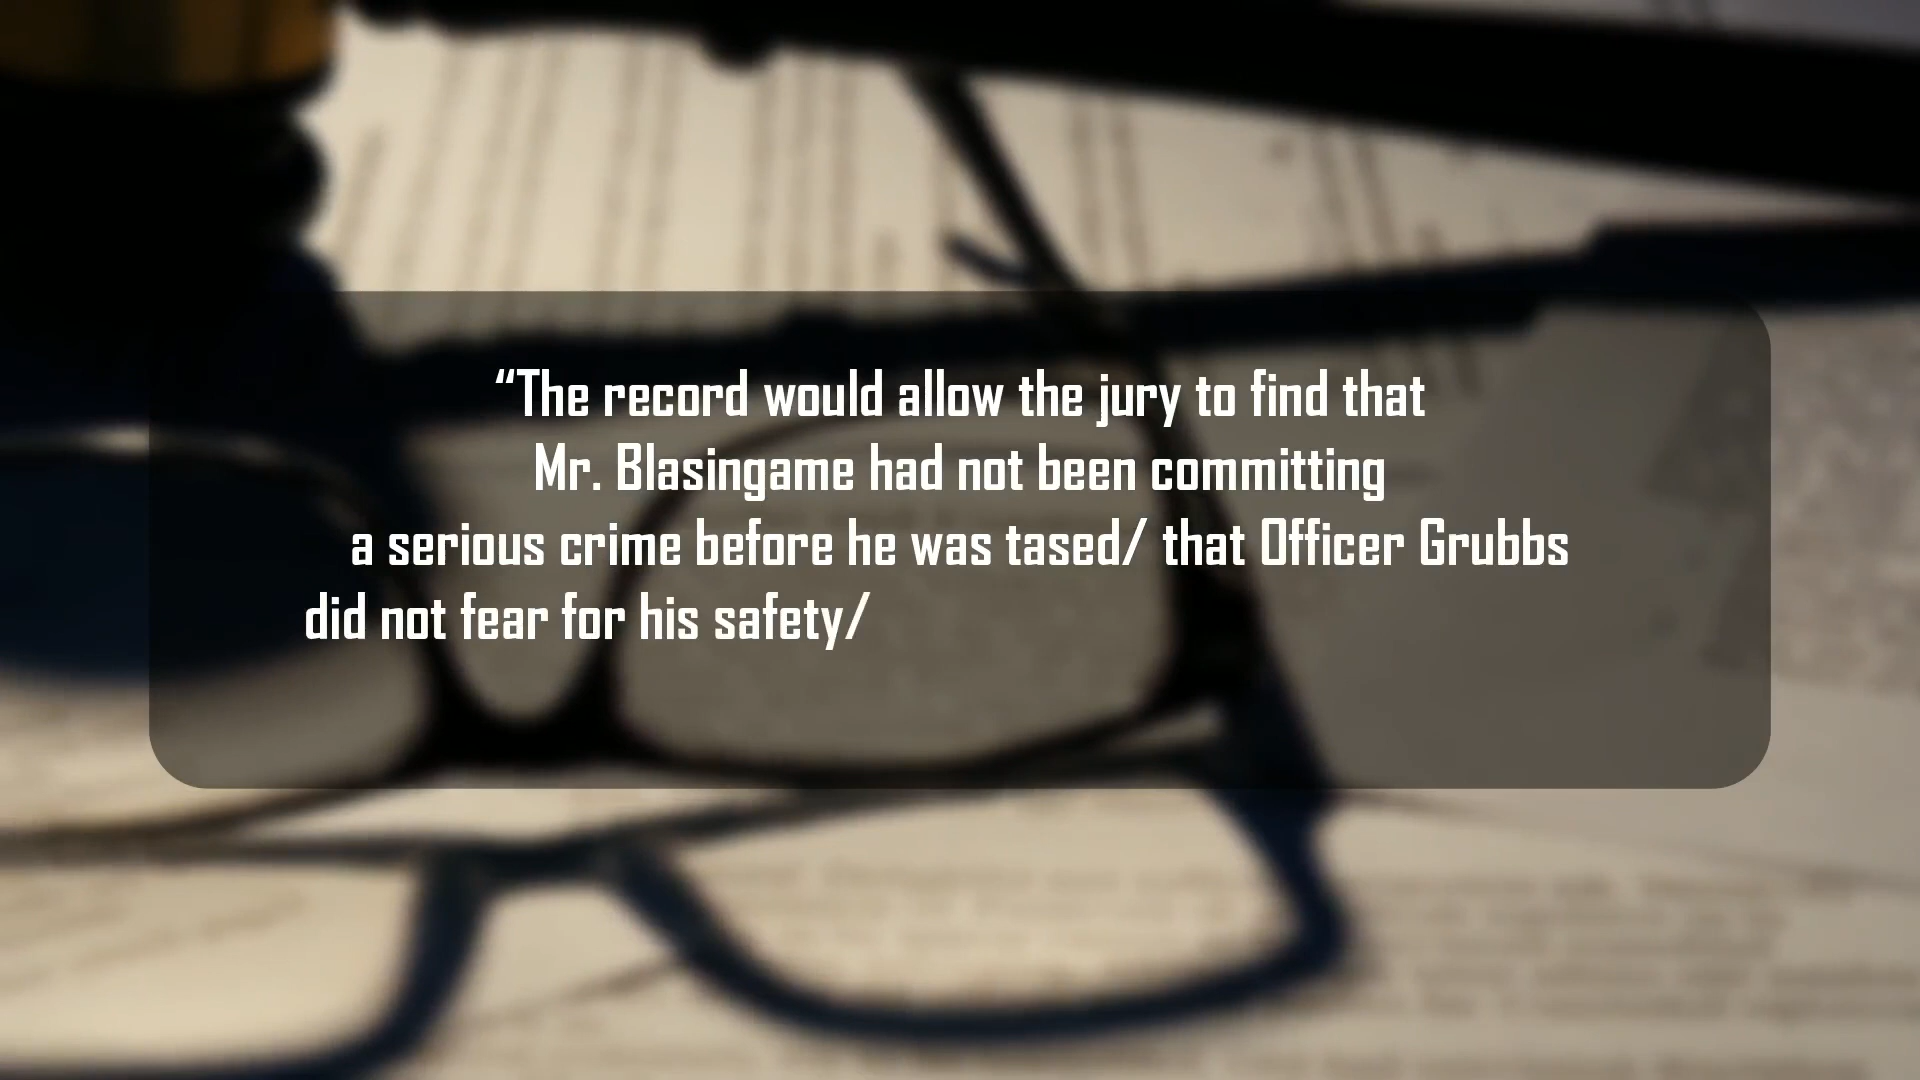 “The record would allow the jury to find that
Mr. Blasingame had not been committing
a serious crime before he was tased/ that Officer Grubbs
did not fear for his safety/